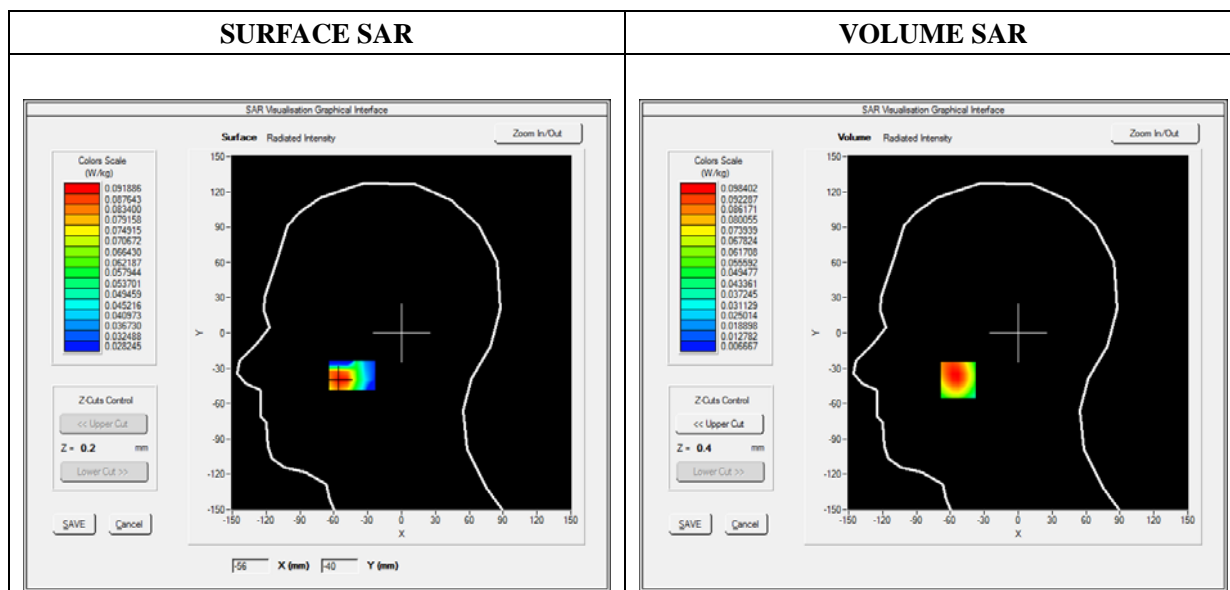 SURFACE SAR
VOLUME SAR
SAR Visualisation Graphical Interface
Surface Radiated Intensity
Zoom In/Out
Colors Scale
(W/kg)
0.091886
0.087643
0.083400
0.079158
0.074915
0.070672
0.066430
0.062187
0.057944
0.053701
0.049459
0.045216
0.040973
0.036730
0.032488
0.028245
150
120
90
60
30
0
-30
-60
-90
-120
-150
Y
-150 -120 -90 -60 -30 0 30 60 90 120 150
X
Z-Cuts Control
<< Upper Cut
Z = 0.2 mm
Lower Cut >>
SAVE Cancel
-56 X (mm) -40 Y (mm)
SAR Visualisation Graphical Interface
Volume Radiated Intensity
Zoom In/Out
Colors Scale
(W/kg)
0.098402
0.092287
0.086171
0.080055
0.073939
0.067824
0.061708
0.055592
0.049477
0.043361
0.037245
0.031129
0.025014
0.018898
0.012782
0.006667
150
120
90
60
30
0
-30
-60
-90
-120
-150
Y
-150 -120 -90 -60 -30 0 30 60 90 120 150
X
Z-Cuts Control
<< Upper Cut
Z = 0.4 mm
Lower Cut >>
SAVE Cancel